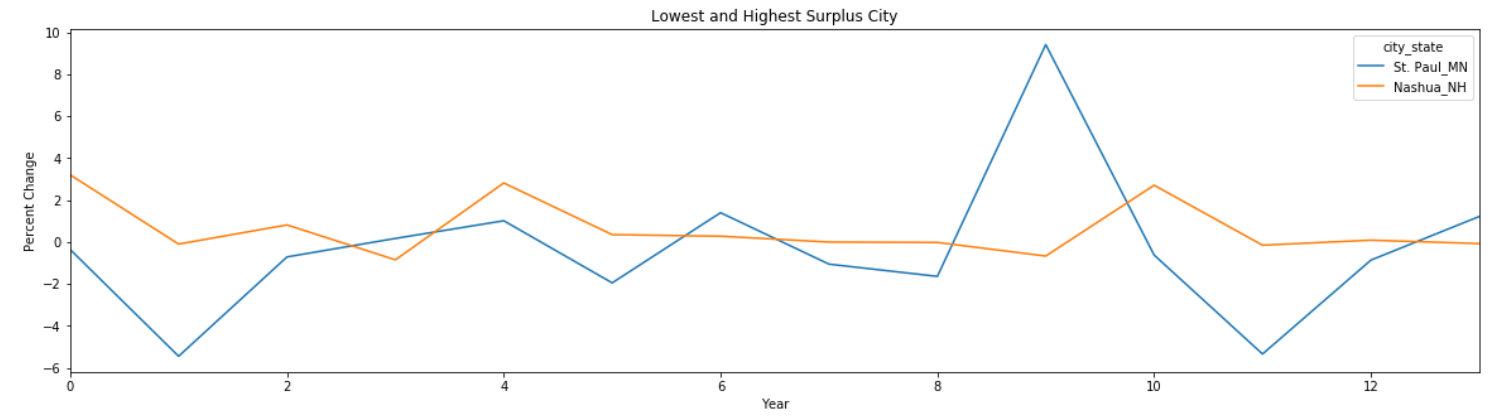 Lowest and Highest Surplus City
city_state
St. Paul_MN
Nashua_NH
Percent Change
10
8
6
4
2
0
−2
−4
−6
0 2 4 6 8 10 12
Year